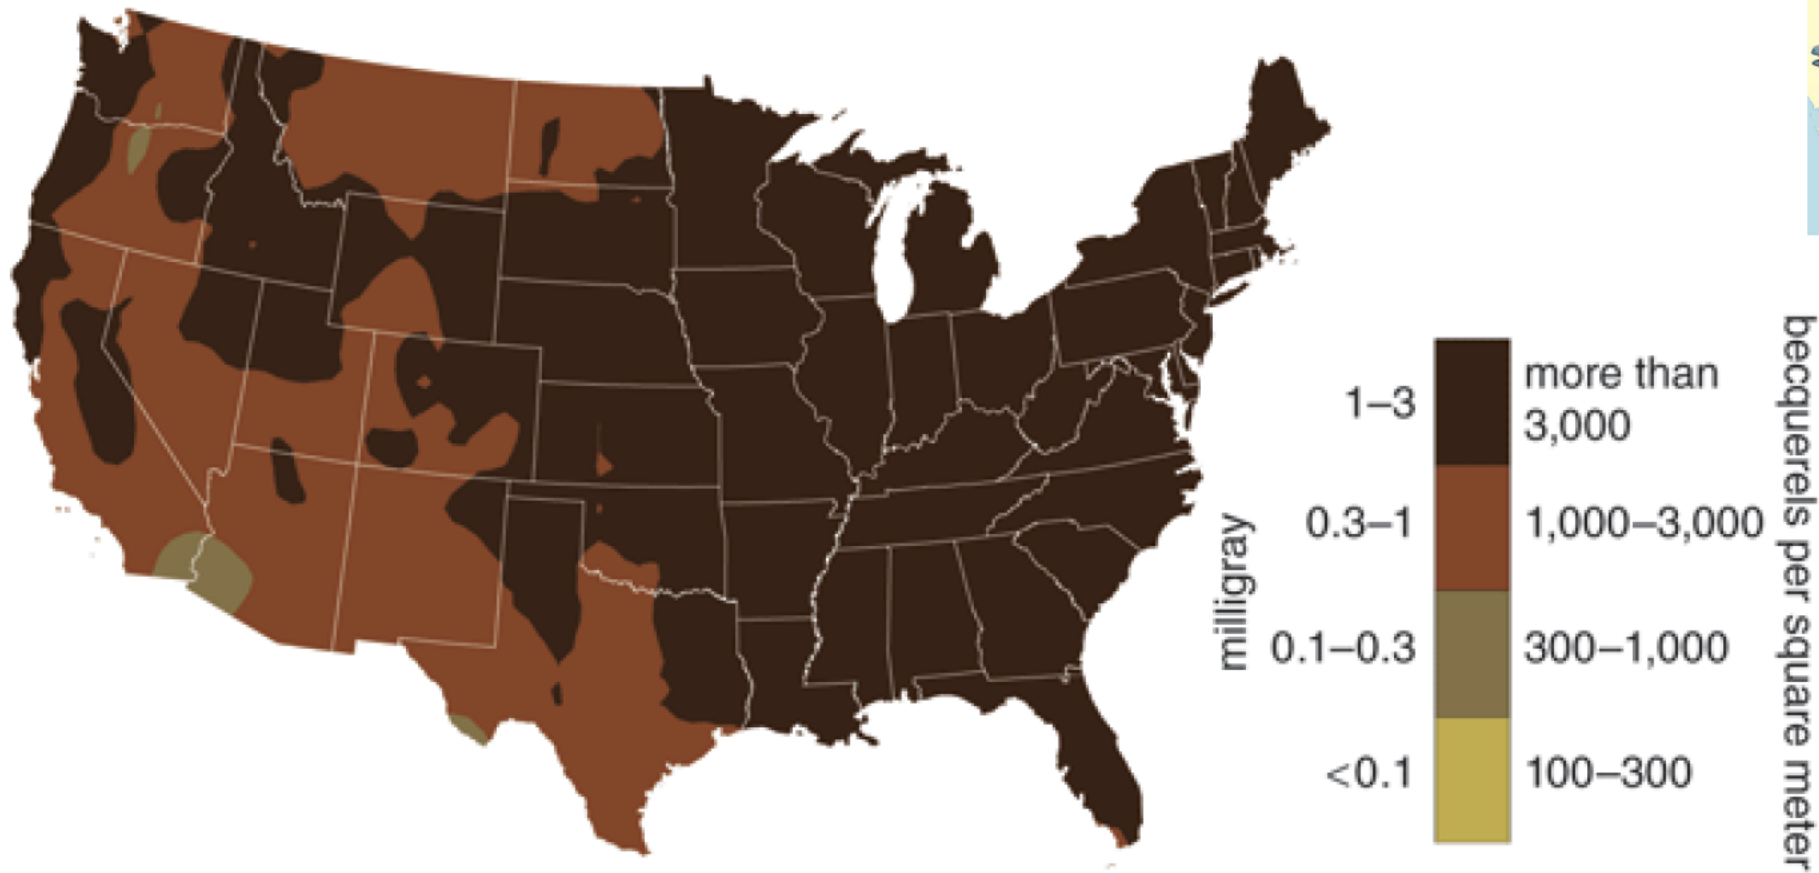 1–3
more than
3,000
0.3–1
1,000–3,000
0.1–0.3
300–1,000
<0.1
100–300
milligray
becquerels per square meter